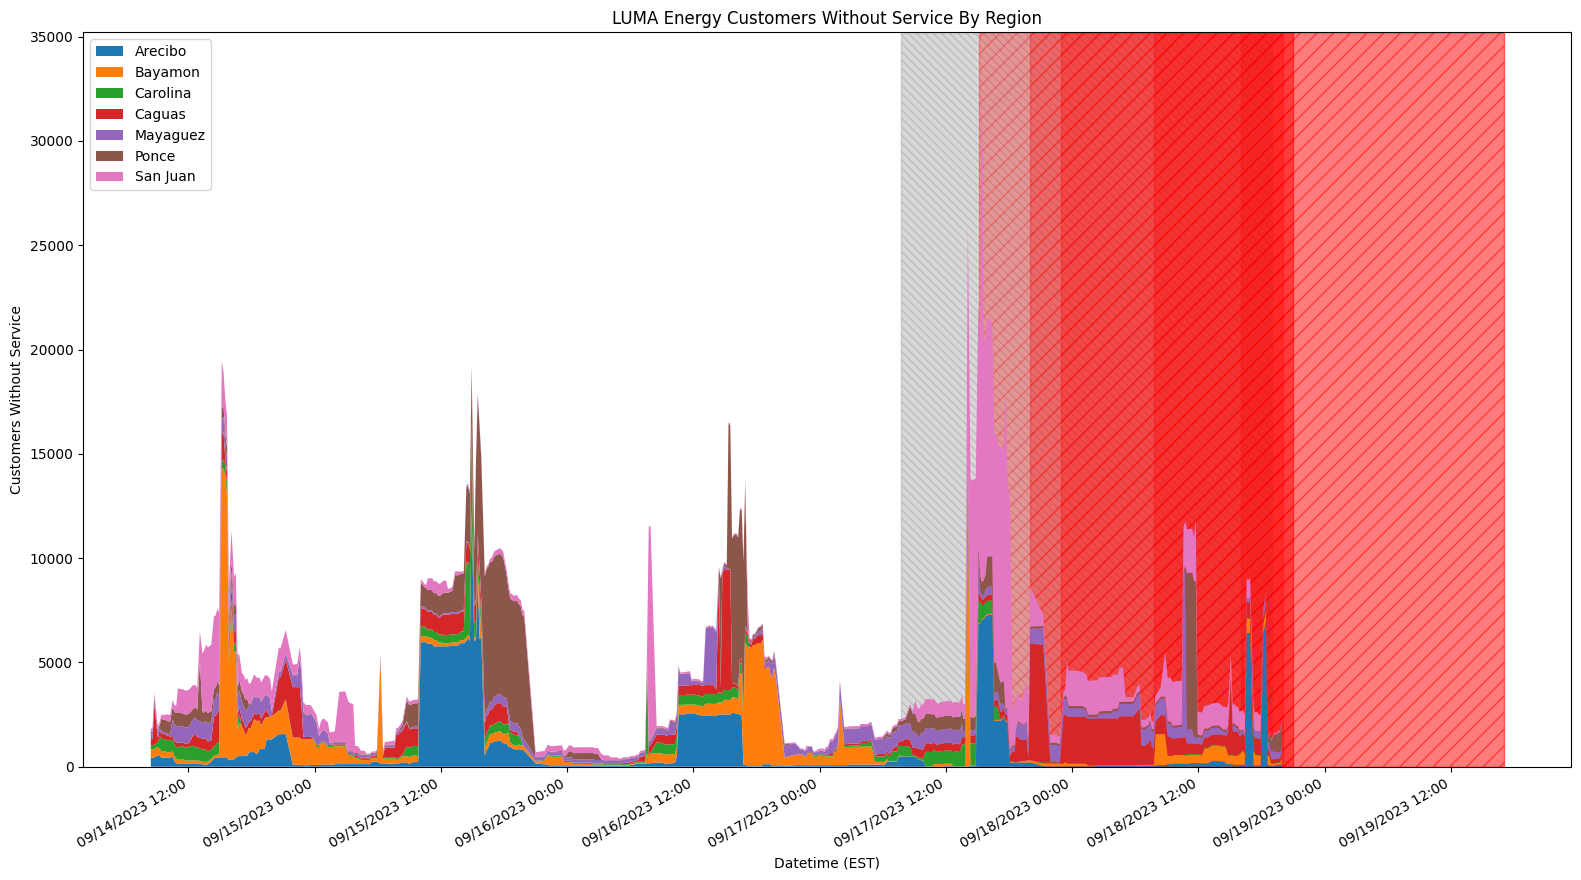 LUMA Energy Customers Without Service By Region
35000
30000
25000
20000
15000
10000
5000
0
Customers Without Service
Arecibo
Bayamon
Carolina
Caguas
Mayaguez
Ponce
San Juan
09/14/2023 12:00
09/15/2023 00:00
09/15/2023 12:00
09/16/2023 00:00
09/16/2023 12:00
09/17/2023 00:00
09/17/2023 12:00
09/18/2023 00:00
09/18/2023 12:00
09/19/2023 00:00
09/19/2023 12:00
Datetime (EST)